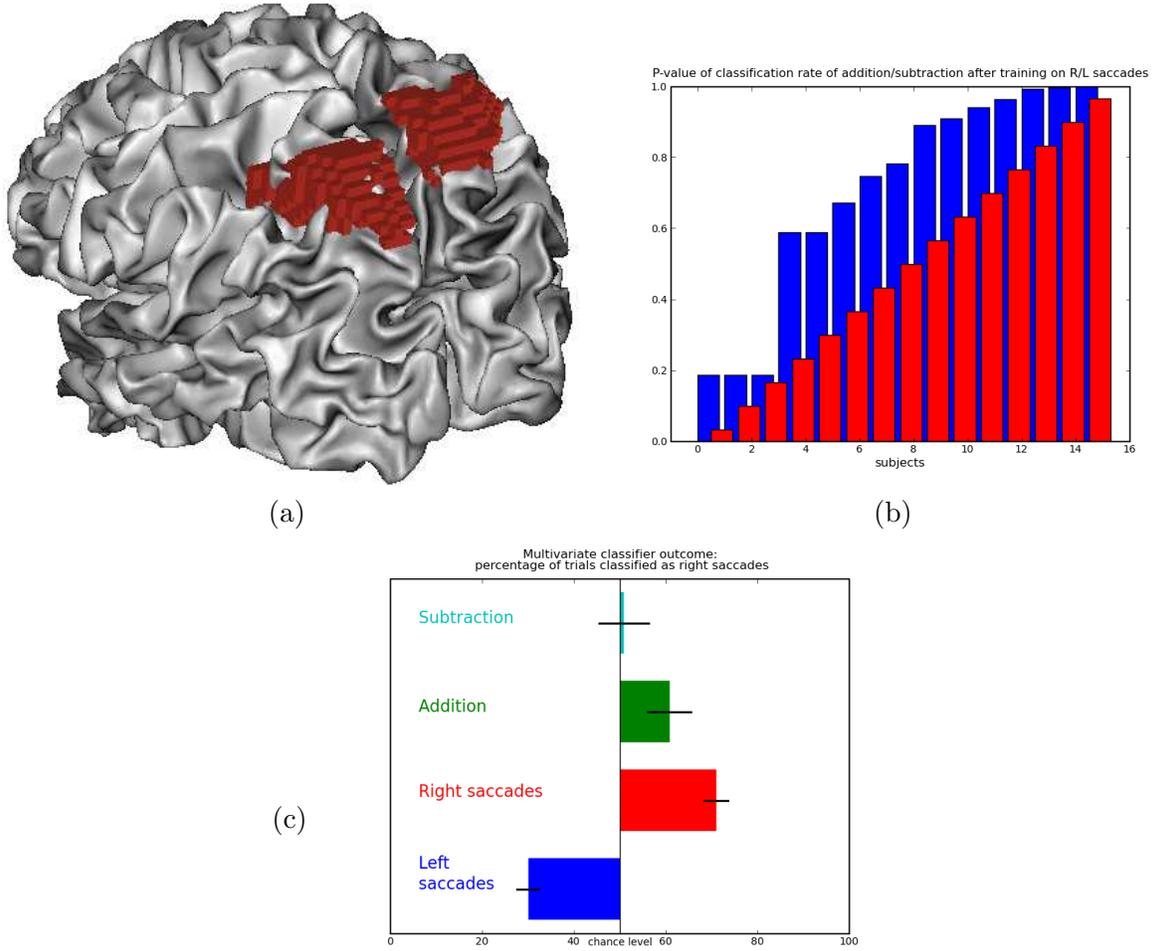 P-value of classification rate of addition/subtraction after training on R/L saccades
1.0
0.8
0.6
0.4
0.2
0.0
0 2 4 6 8 10 12 14 16
subjects
(a)
(b)
Multivariate classifier outcome:
percentage of trials classified as right saccades
Subtraction
Addition
Right saccades
(c)
Left
saccades
0 20 40 chance level 60 80 100